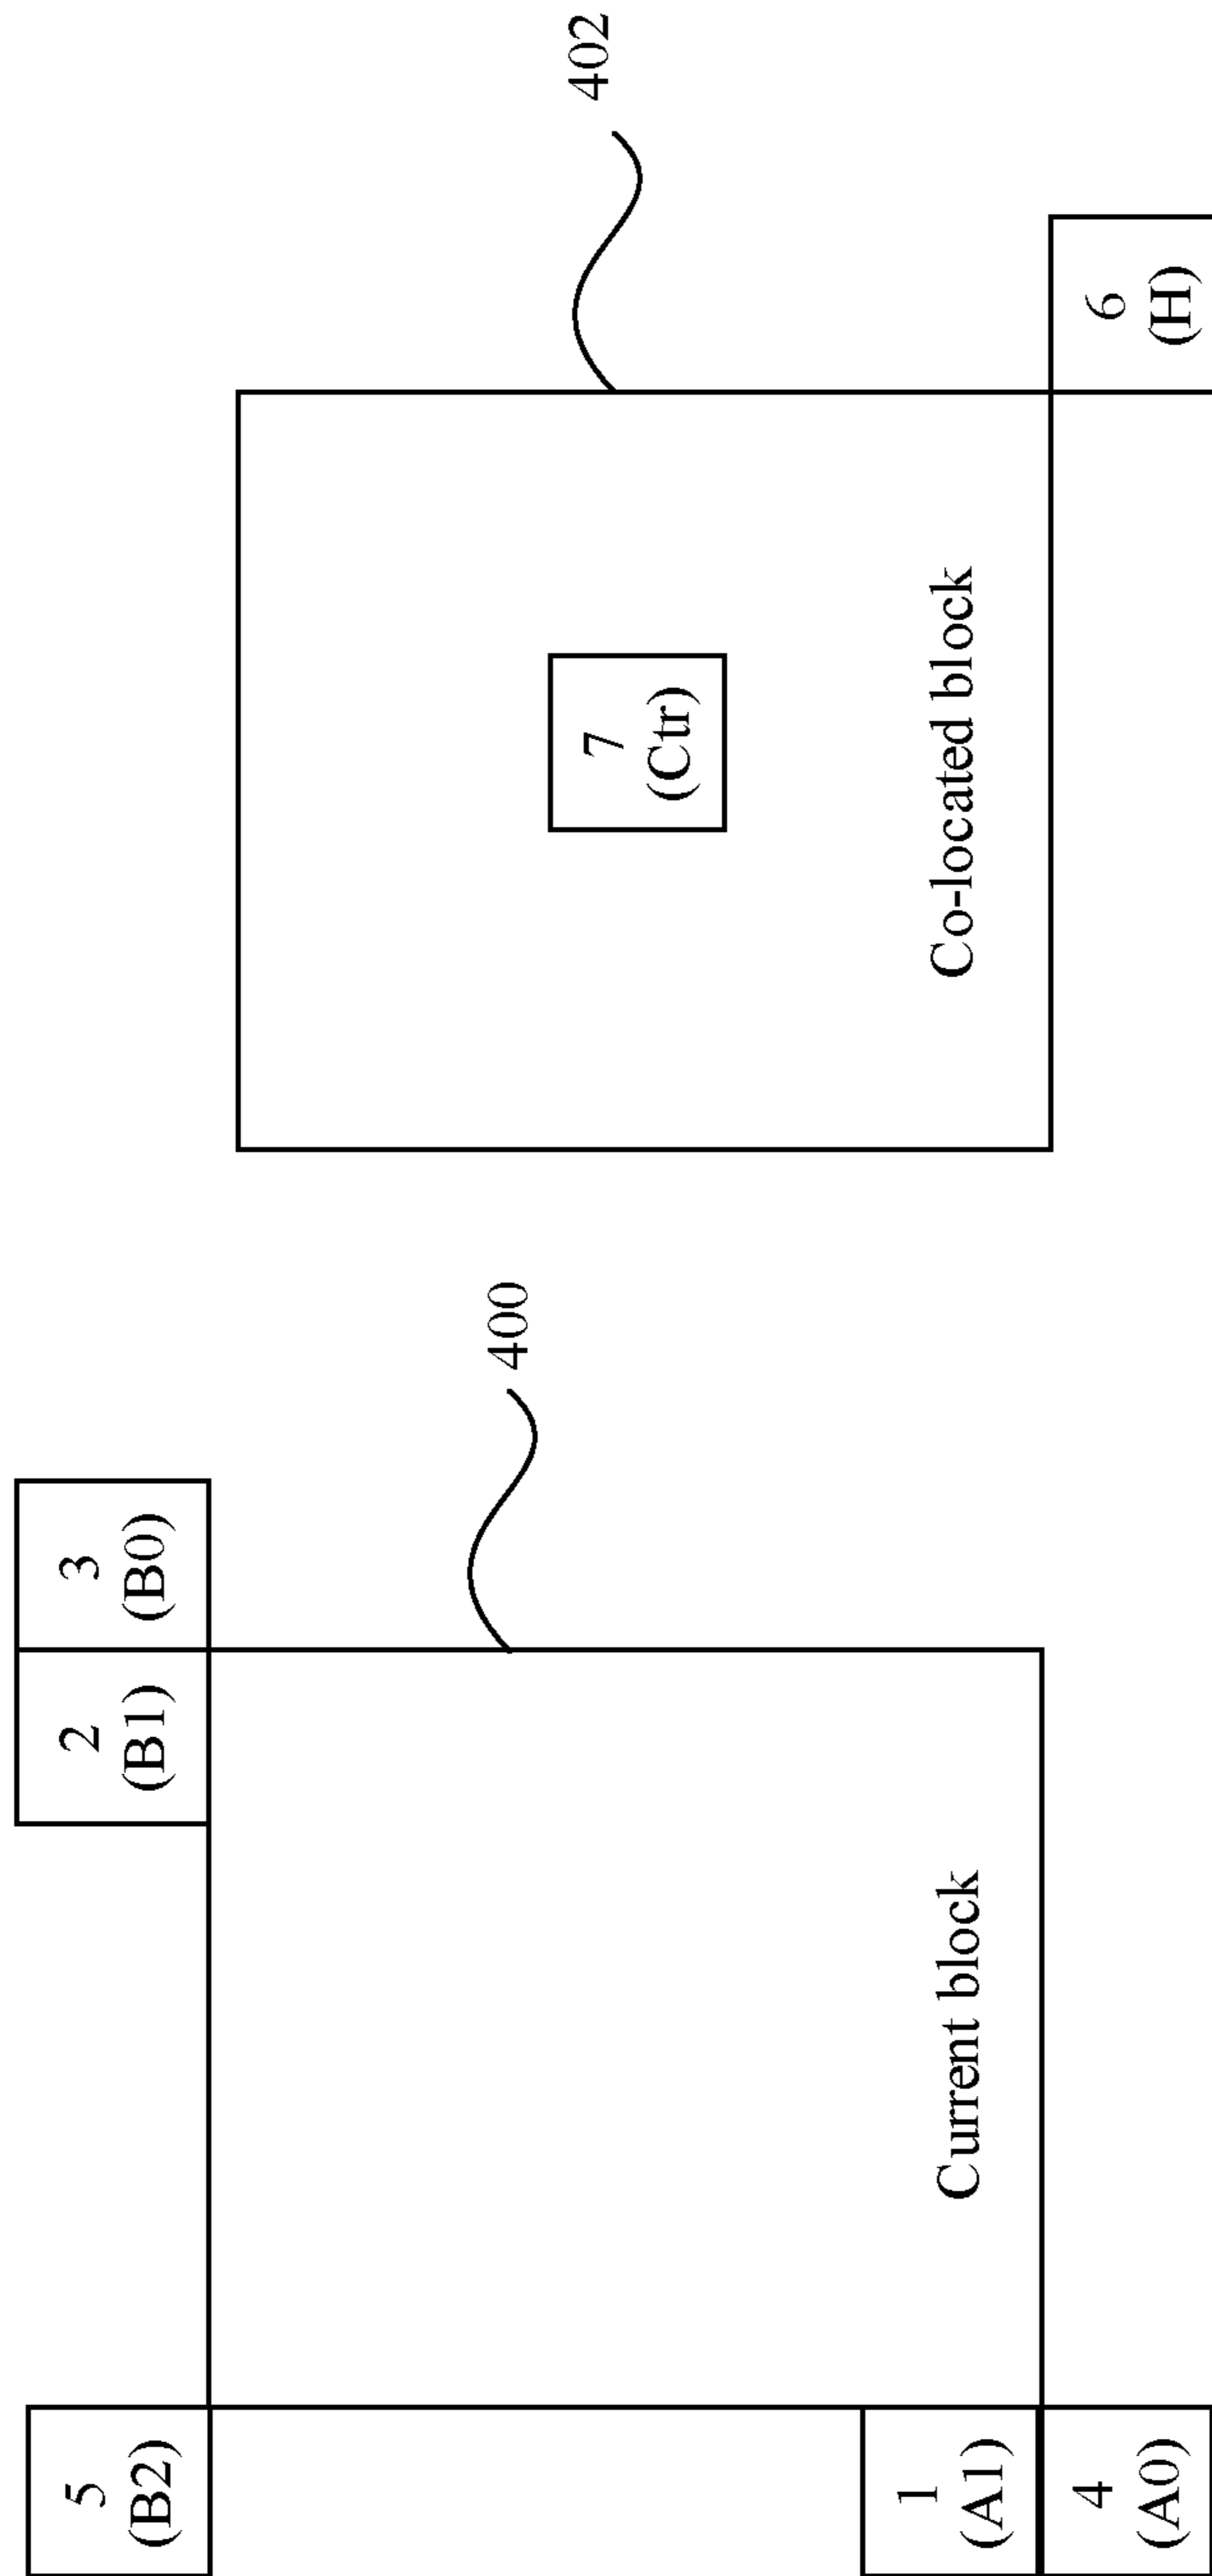 5
(B2)
2
(B1)
3
(B0)
400
Current block
1
(A1)
4
(A0)
402
7
(Ctr)
Co-located block
6
(H)